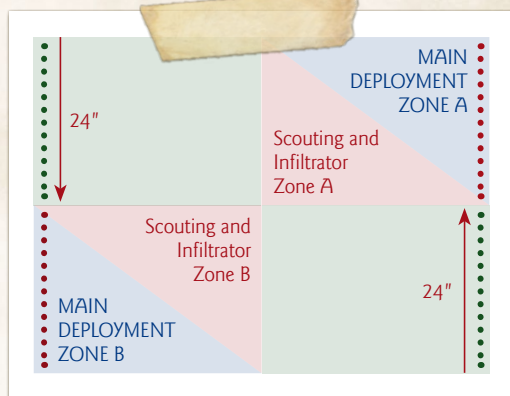 MAIN
DEPLOYMENT
ZONE A
24"
Scouting and
Infiltrator
Zone A
Scouting and
Infiltrator
Zone B
24"
MAIN
DEPLOYMENT
ZONE B